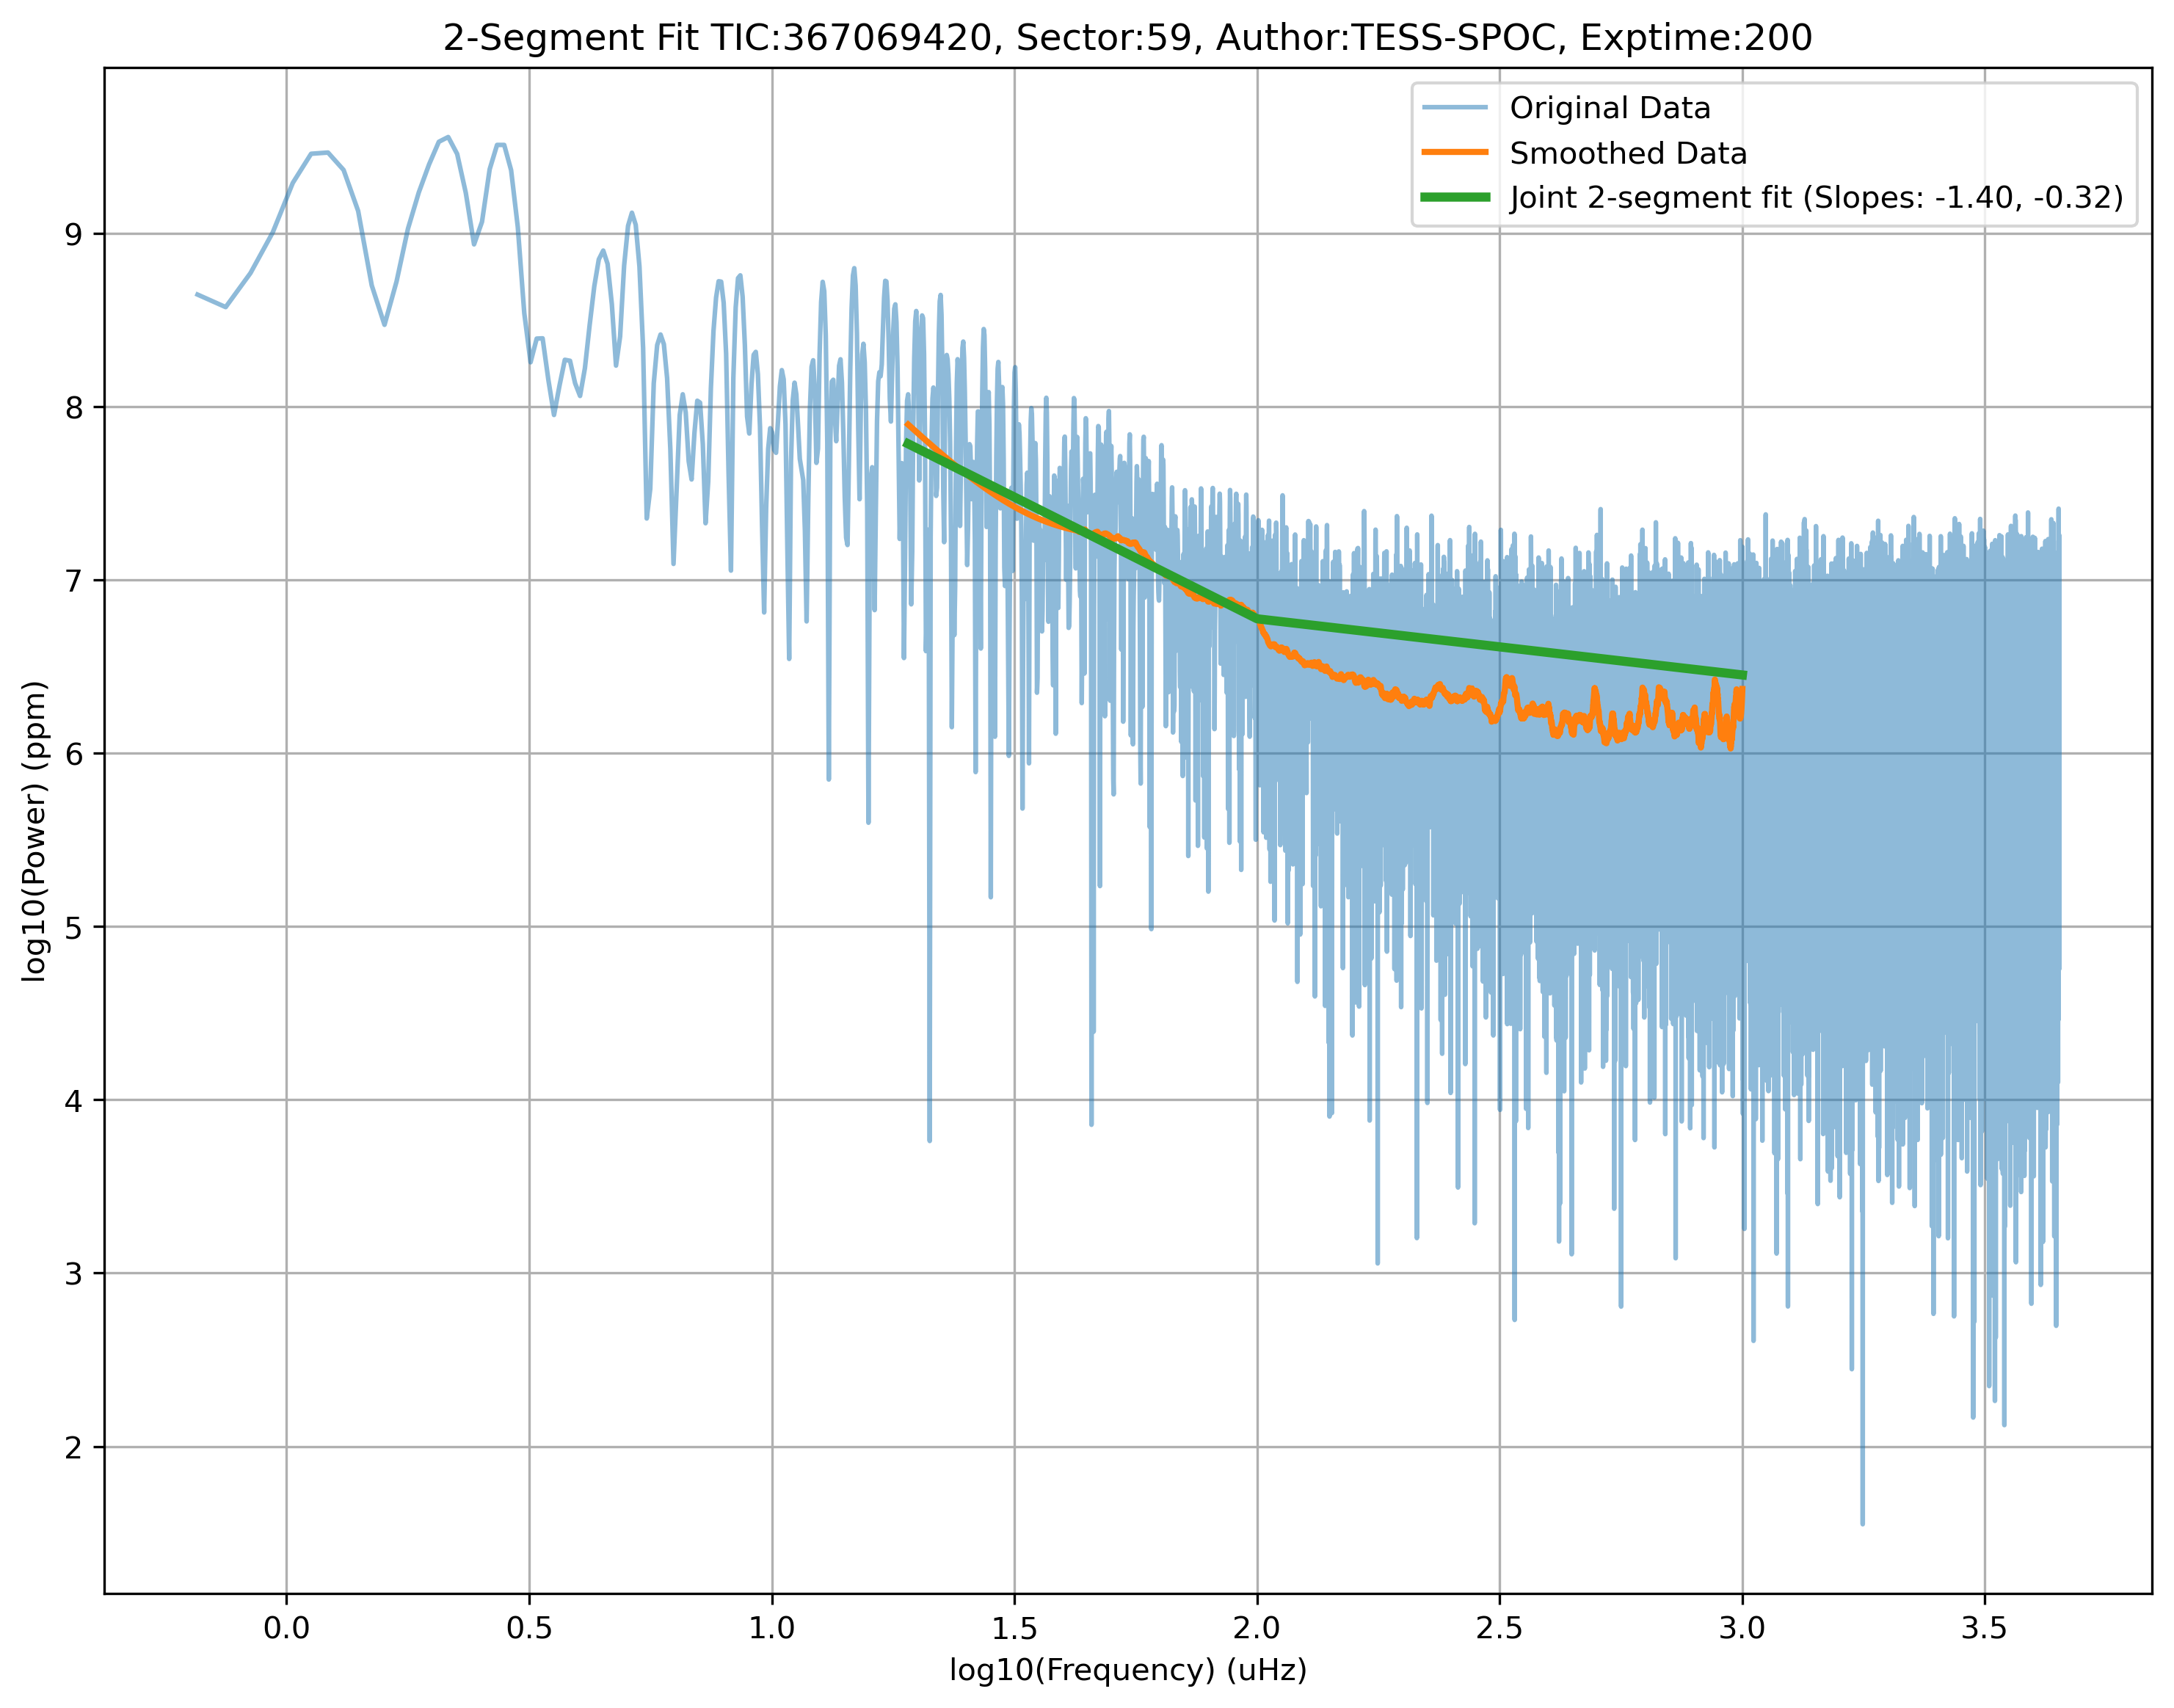 2-Segment Fit TIC:367069420, Sector:59, Author:TESS-SPOC, Exptime:200
Original Data
Smoothed Data
Joint 2-segment fit (Slopes: -1.40, -0.32)
log10(Power) (ppm)
9
8
7
6
5
4
3
2
0.0 0.5 1.0 1.5 2.0 2.5 3.0 3.5
log10(Frequency) (uHz)